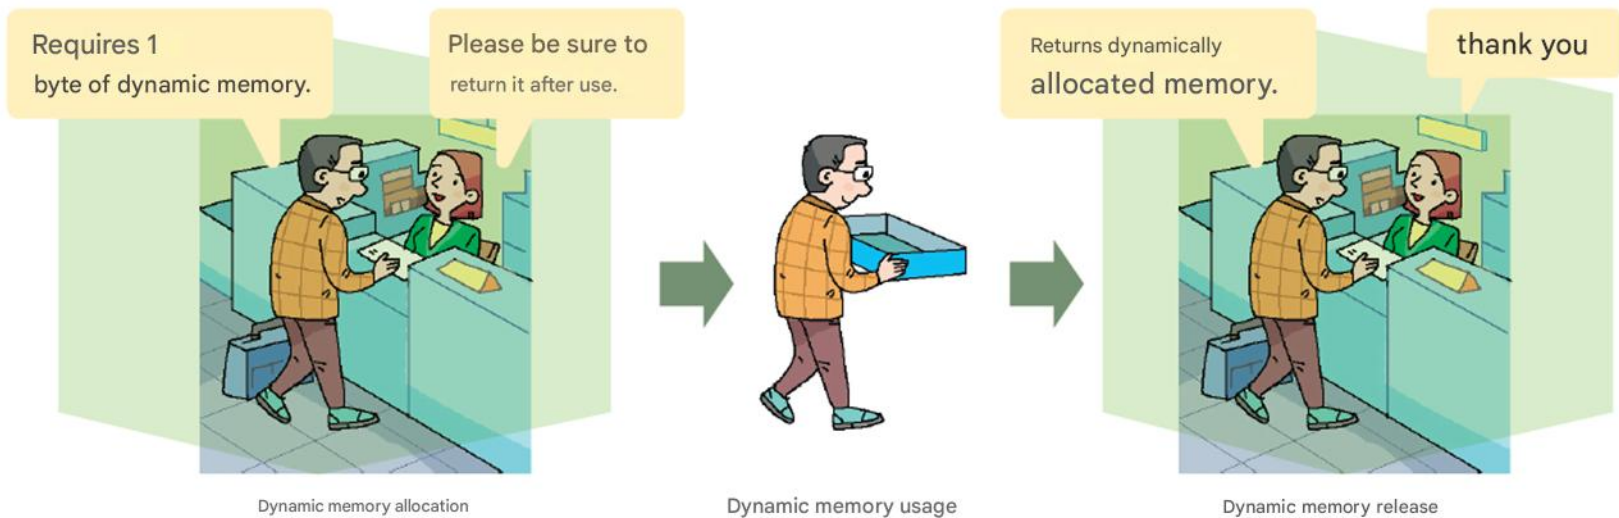 Requires 1
byte of dynamic memory.
Please be sure to
return it after use.
Returns dynamically
allocated memory.
thank you
Dynamic memory allocation
Dynamic memory usage
Dynamic memory release